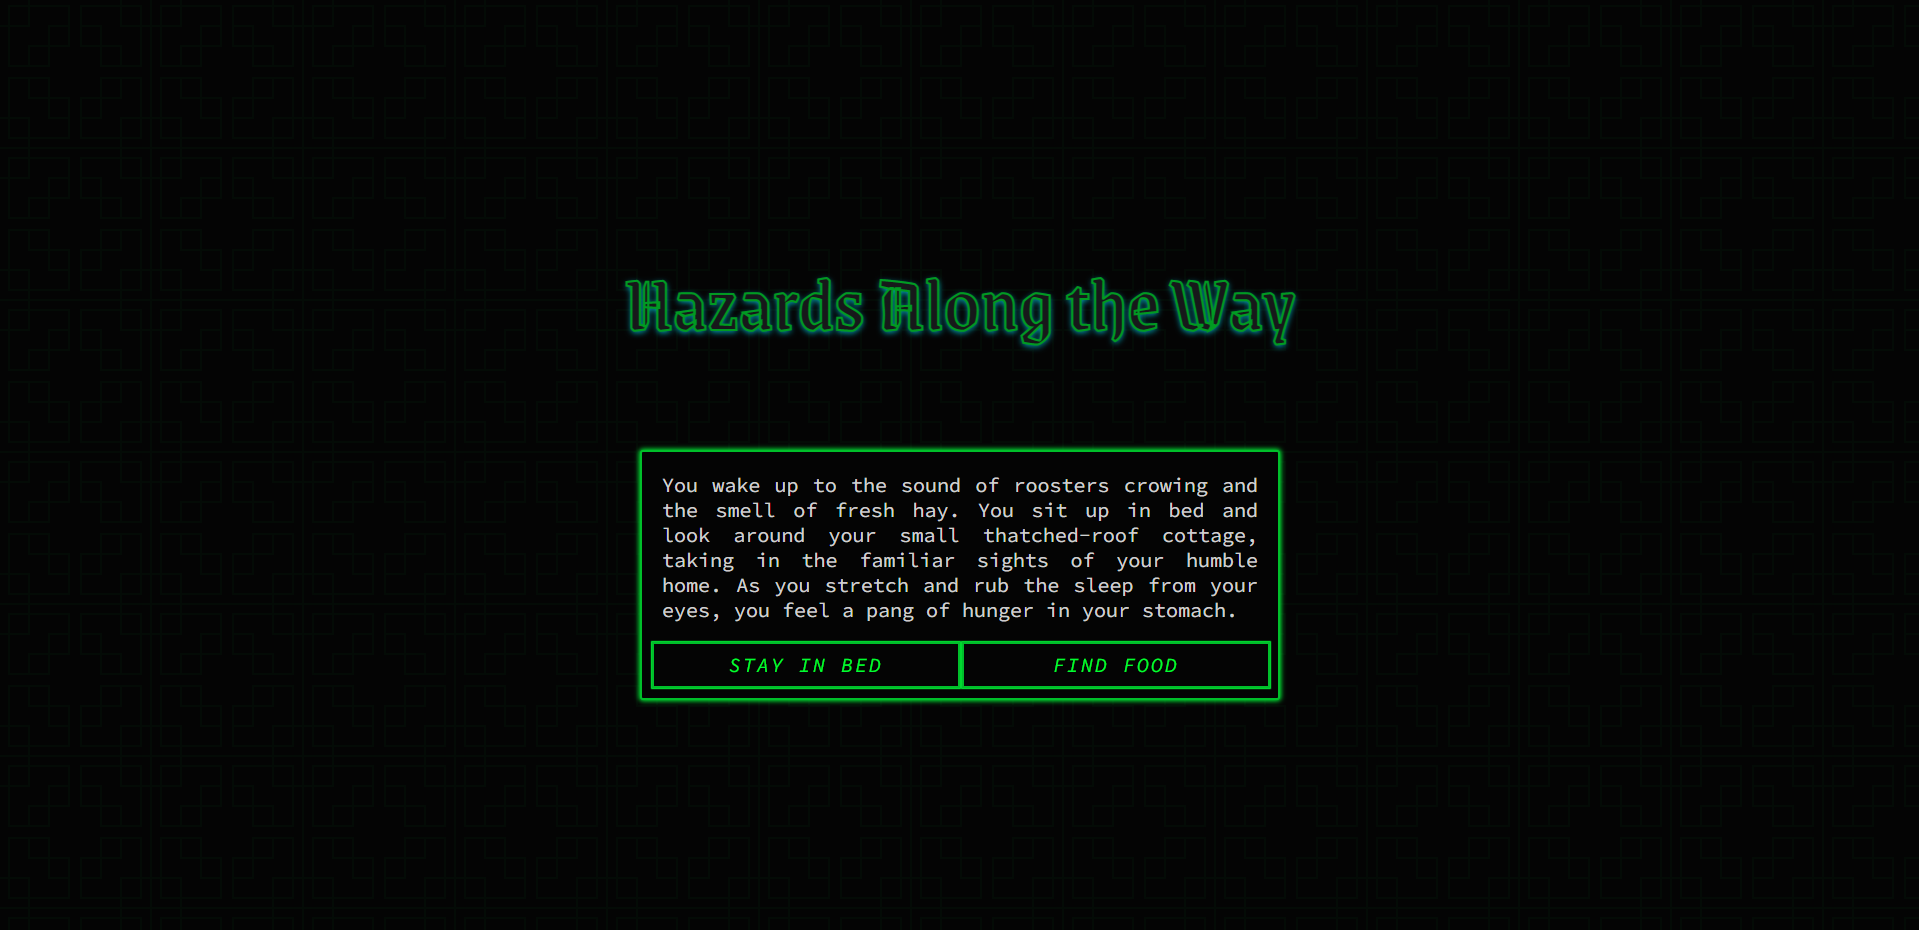 Hazards Along the Way
You wake up to the sound of roosters crowing and
the smell of fresh hay. You sit up in bed and
look around your small thatched-roof cottage,
taking in the familiar sights of your humble
home. As you stretch and rub the sleep from your
eyes, you feel a pang of hunger in your stomach.
STAY IN BED
FIND FOOD